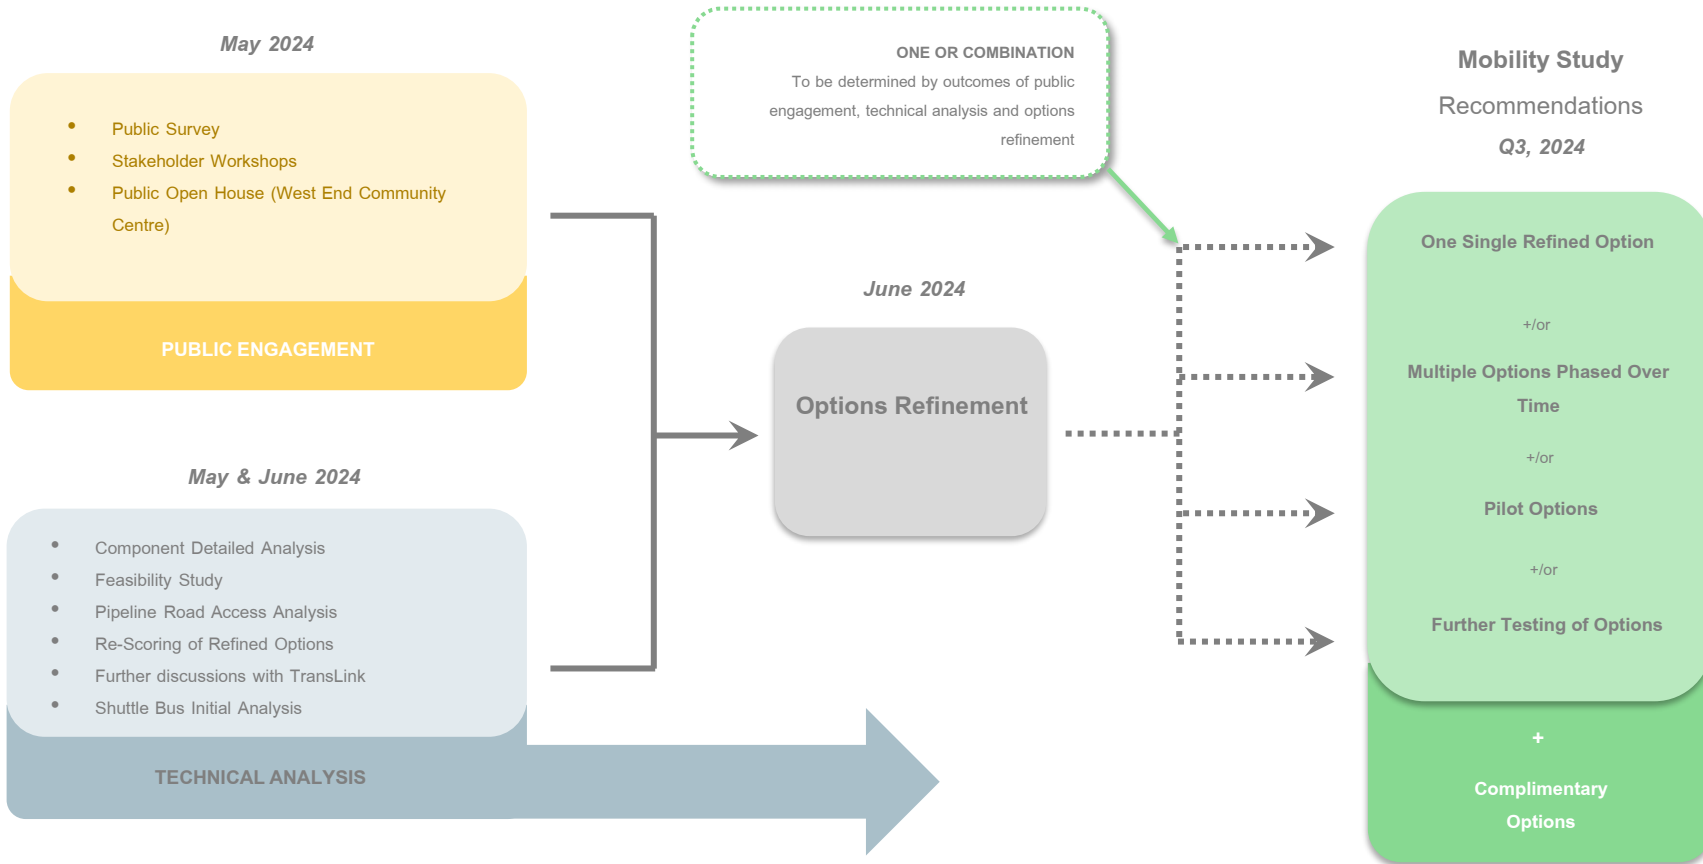 May 2024
• Public Survey
• Stakeholder Workshops
• Public Open House (West End Community
Centre)
PUBLIC ENGAGEMENT
May & June 2024
• Component Detailed Analysis
• Feasibility Study
• Pipeline Road Access Analysis
• Re-Scoring of Refined Options
• Further discussions with TransLink
• Shuttle Bus Initial Analysis
TECHNICAL ANALYSIS
June 2024
Options Refinement
ONE OR COMBINATION
To be determined by outcomes of public
engagement, technical analysis and options
refinement
Mobility Study
Recommendations
Q3, 2024
One Single Refined Option
+/or
Multiple Options Phased Over
Time
+/or
Pilot Options
+/or
Further Testing of Options
+
Complimentary
Options